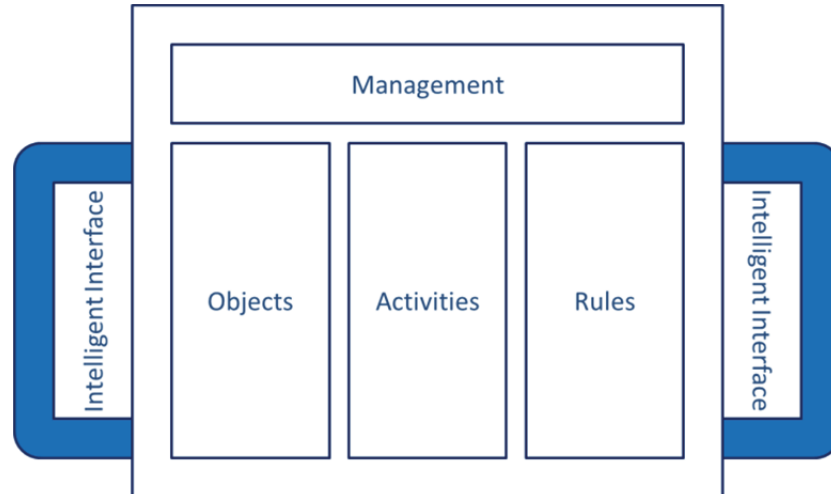 Management
Intelligent Interface
Objects
Activities
Rules
Intelligent Interface